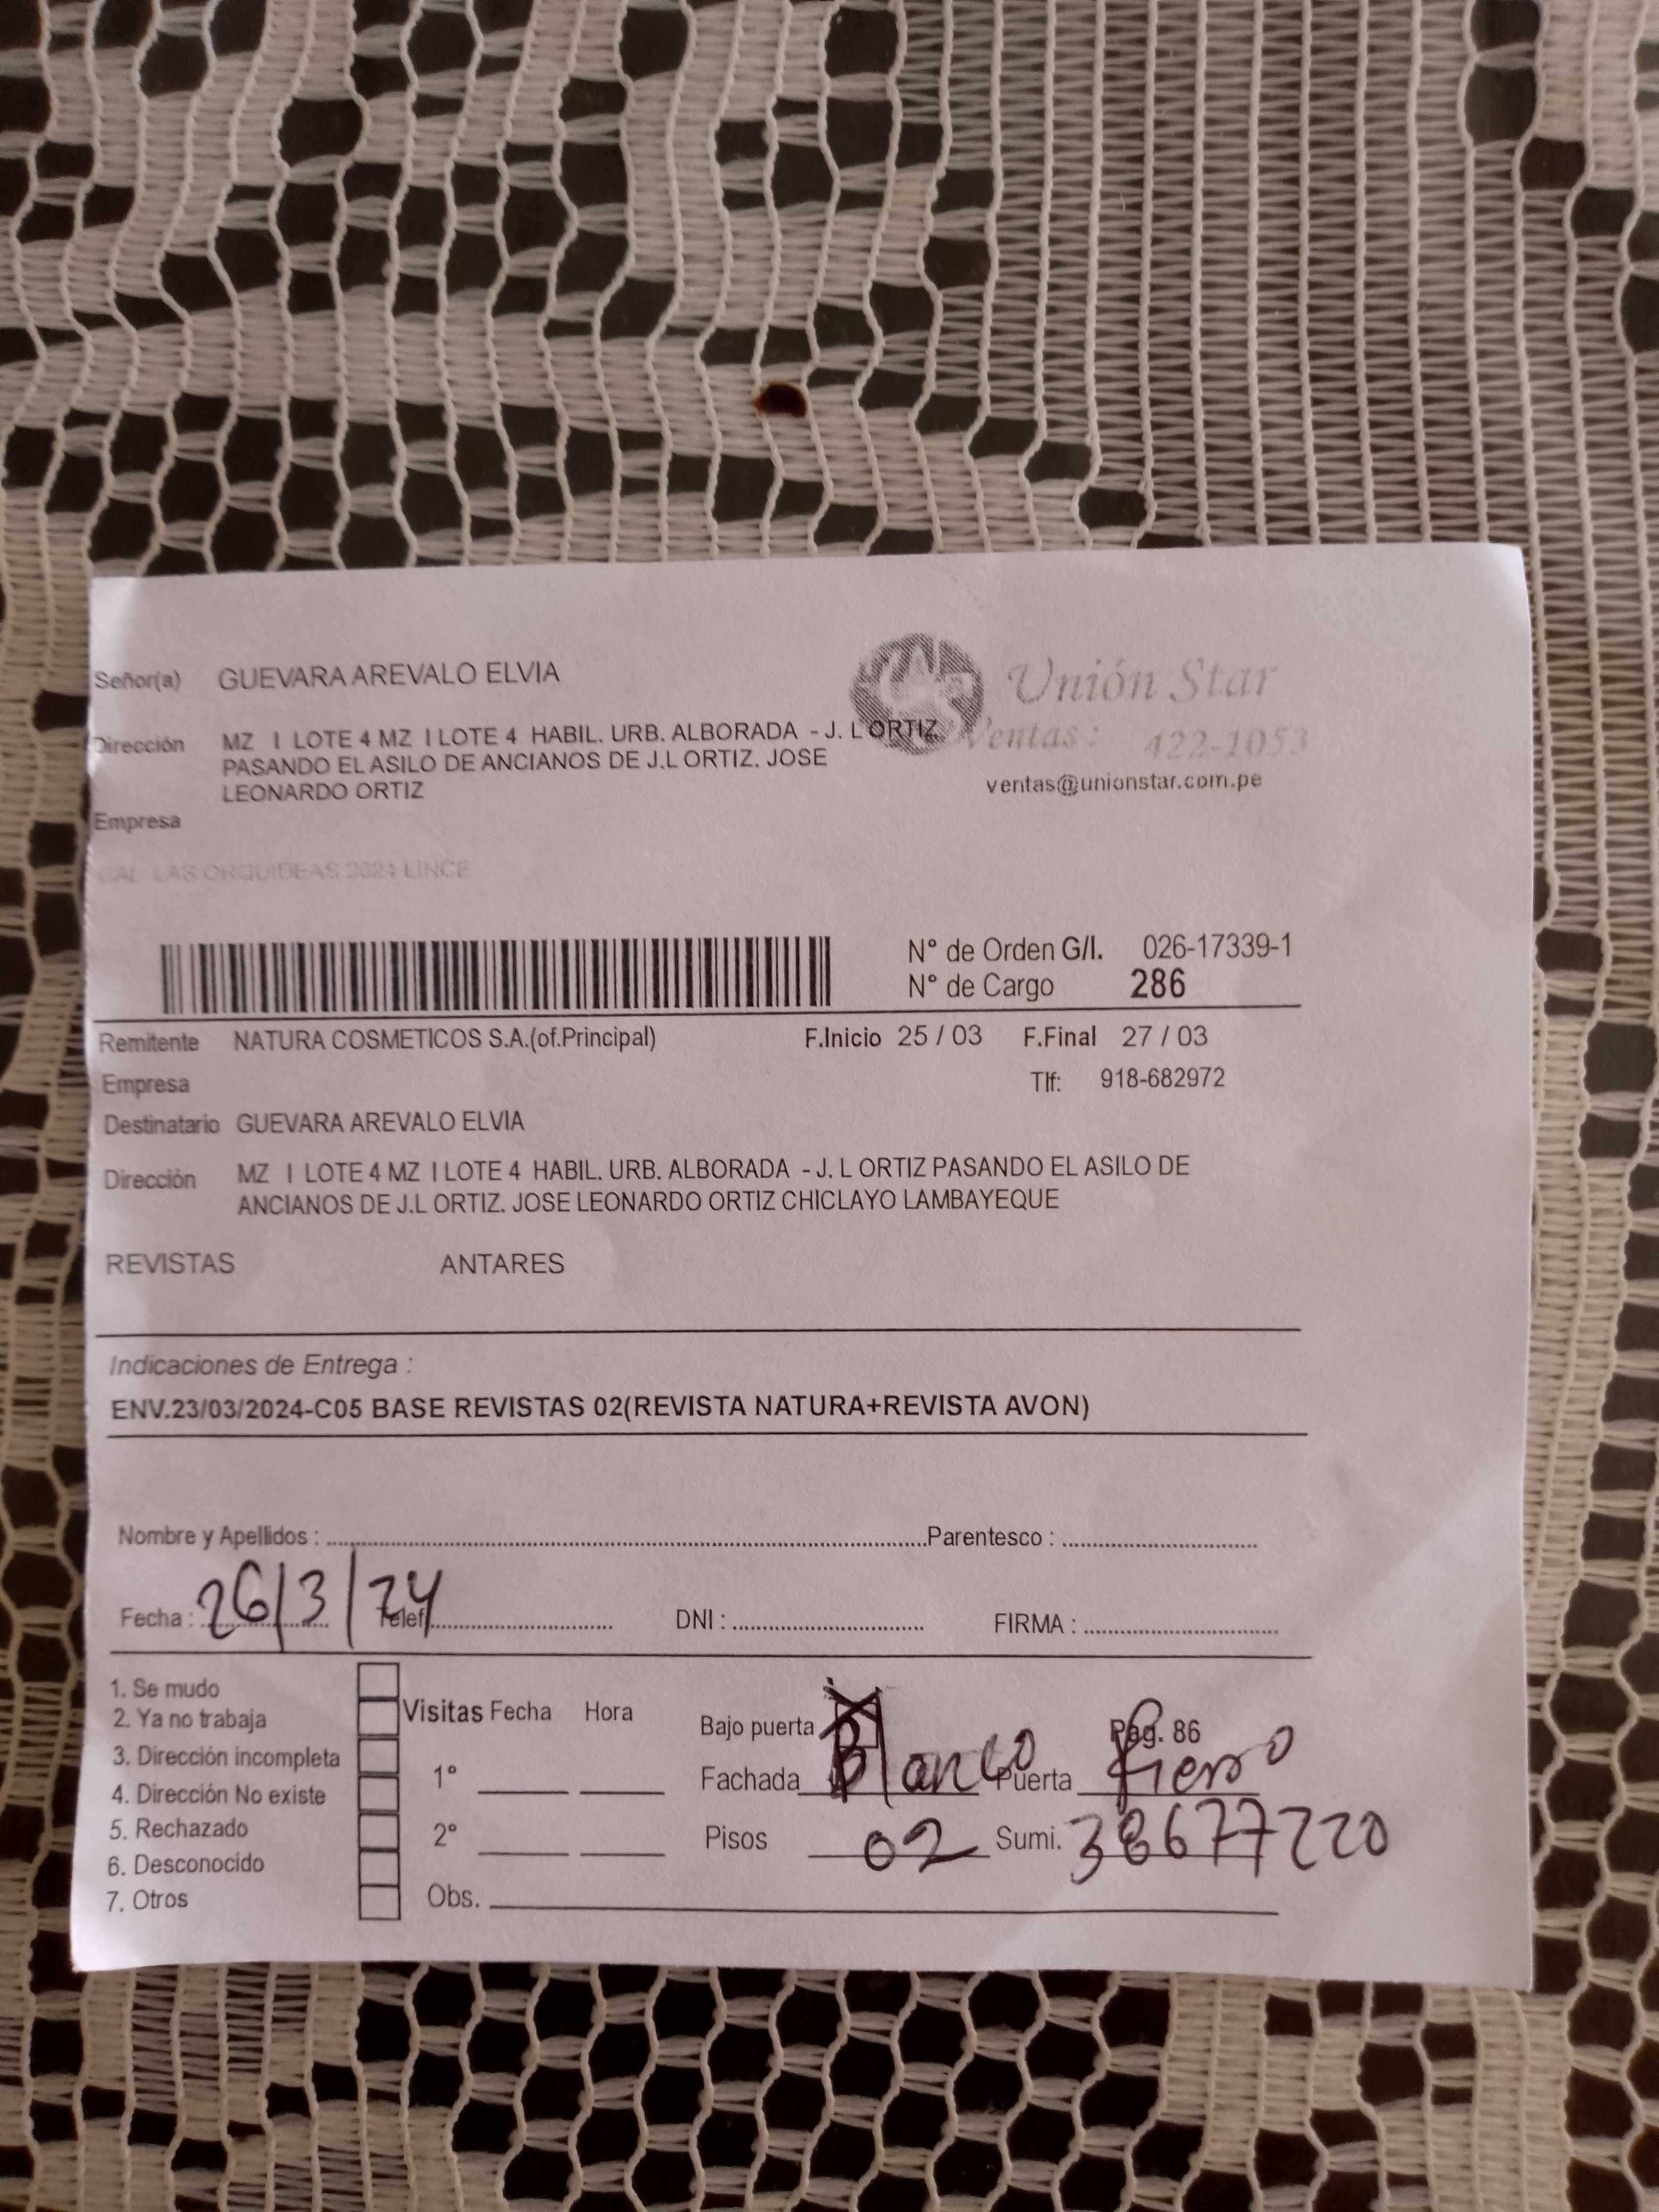 Señor(a) GUEVARA AREVALO ELVIA
Unión Star
Dirección MZ I LOTE 4 MZ I LOTE 4 HABIL. URB. ALBORADA - J. L ORTIZ
PASANDO EL ASILO DE ANCIANOS DE J.L ORTIZ. JOSE
LEONARDO ORTIZ
Ventas : 422-1053
ventas@unionstar.com.pe
Empresa
CAL LAS ORQUIDEAS 2024 LINCE
N° de Orden G/I. 026-17339-1
N° de Cargo 286
Remitente NATURA COSMETICOS S.A.(of.Principal) F.Inicio 25 / 03 F.Final 27 / 03
Empresa Tlf: 918-682972
Destinatario GUEVARA AREVALO ELVIA
Dirección MZ I LOTE 4 MZ I LOTE 4 HABIL. URB. ALBORADA - J. L ORTIZ PASANDO EL ASILO DE
ANCIANOS DE J.L ORTIZ. JOSE LEONARDO ORTIZ CHICLAYO LAMBAYEQUE
REVISTAS ANTARES
Indicaciones de Entrega :
ENV.23/03/2024-C05 BASE REVISTAS 02(REVISTA NATURA+REVISTA AVON)
Nombre y Apellidos : Parentesco :
Fecha : 26/3/24 Telef DNI : FIRMA :
1. Se mudo
2. Ya no trabaja
3. Dirección incompleta
4. Dirección No existe
5. Rechazado
6. Desconocido
7. Otros
Visitas Fecha Hora
1°
2°
Obs.
Bajo puerta X Pag. 86
Fachada Blanco Puerta fierro
Pisos 02 Sumi. 38677220